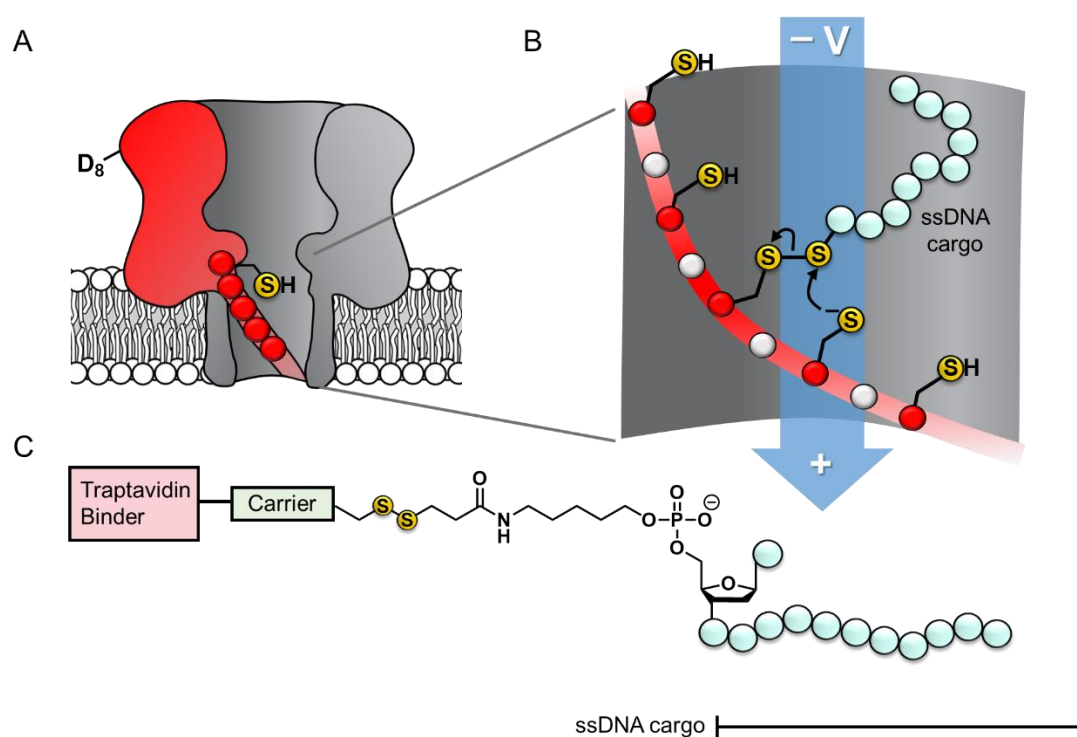 A
B
– V
SH
D8
SH
SH
S
S
ssDNA
cargo
S
SH
+
C
Traptavidin
Binder
Carrier
S
S
O
N
H
O
O
P
O
⊖
O
O
ssDNA cargo